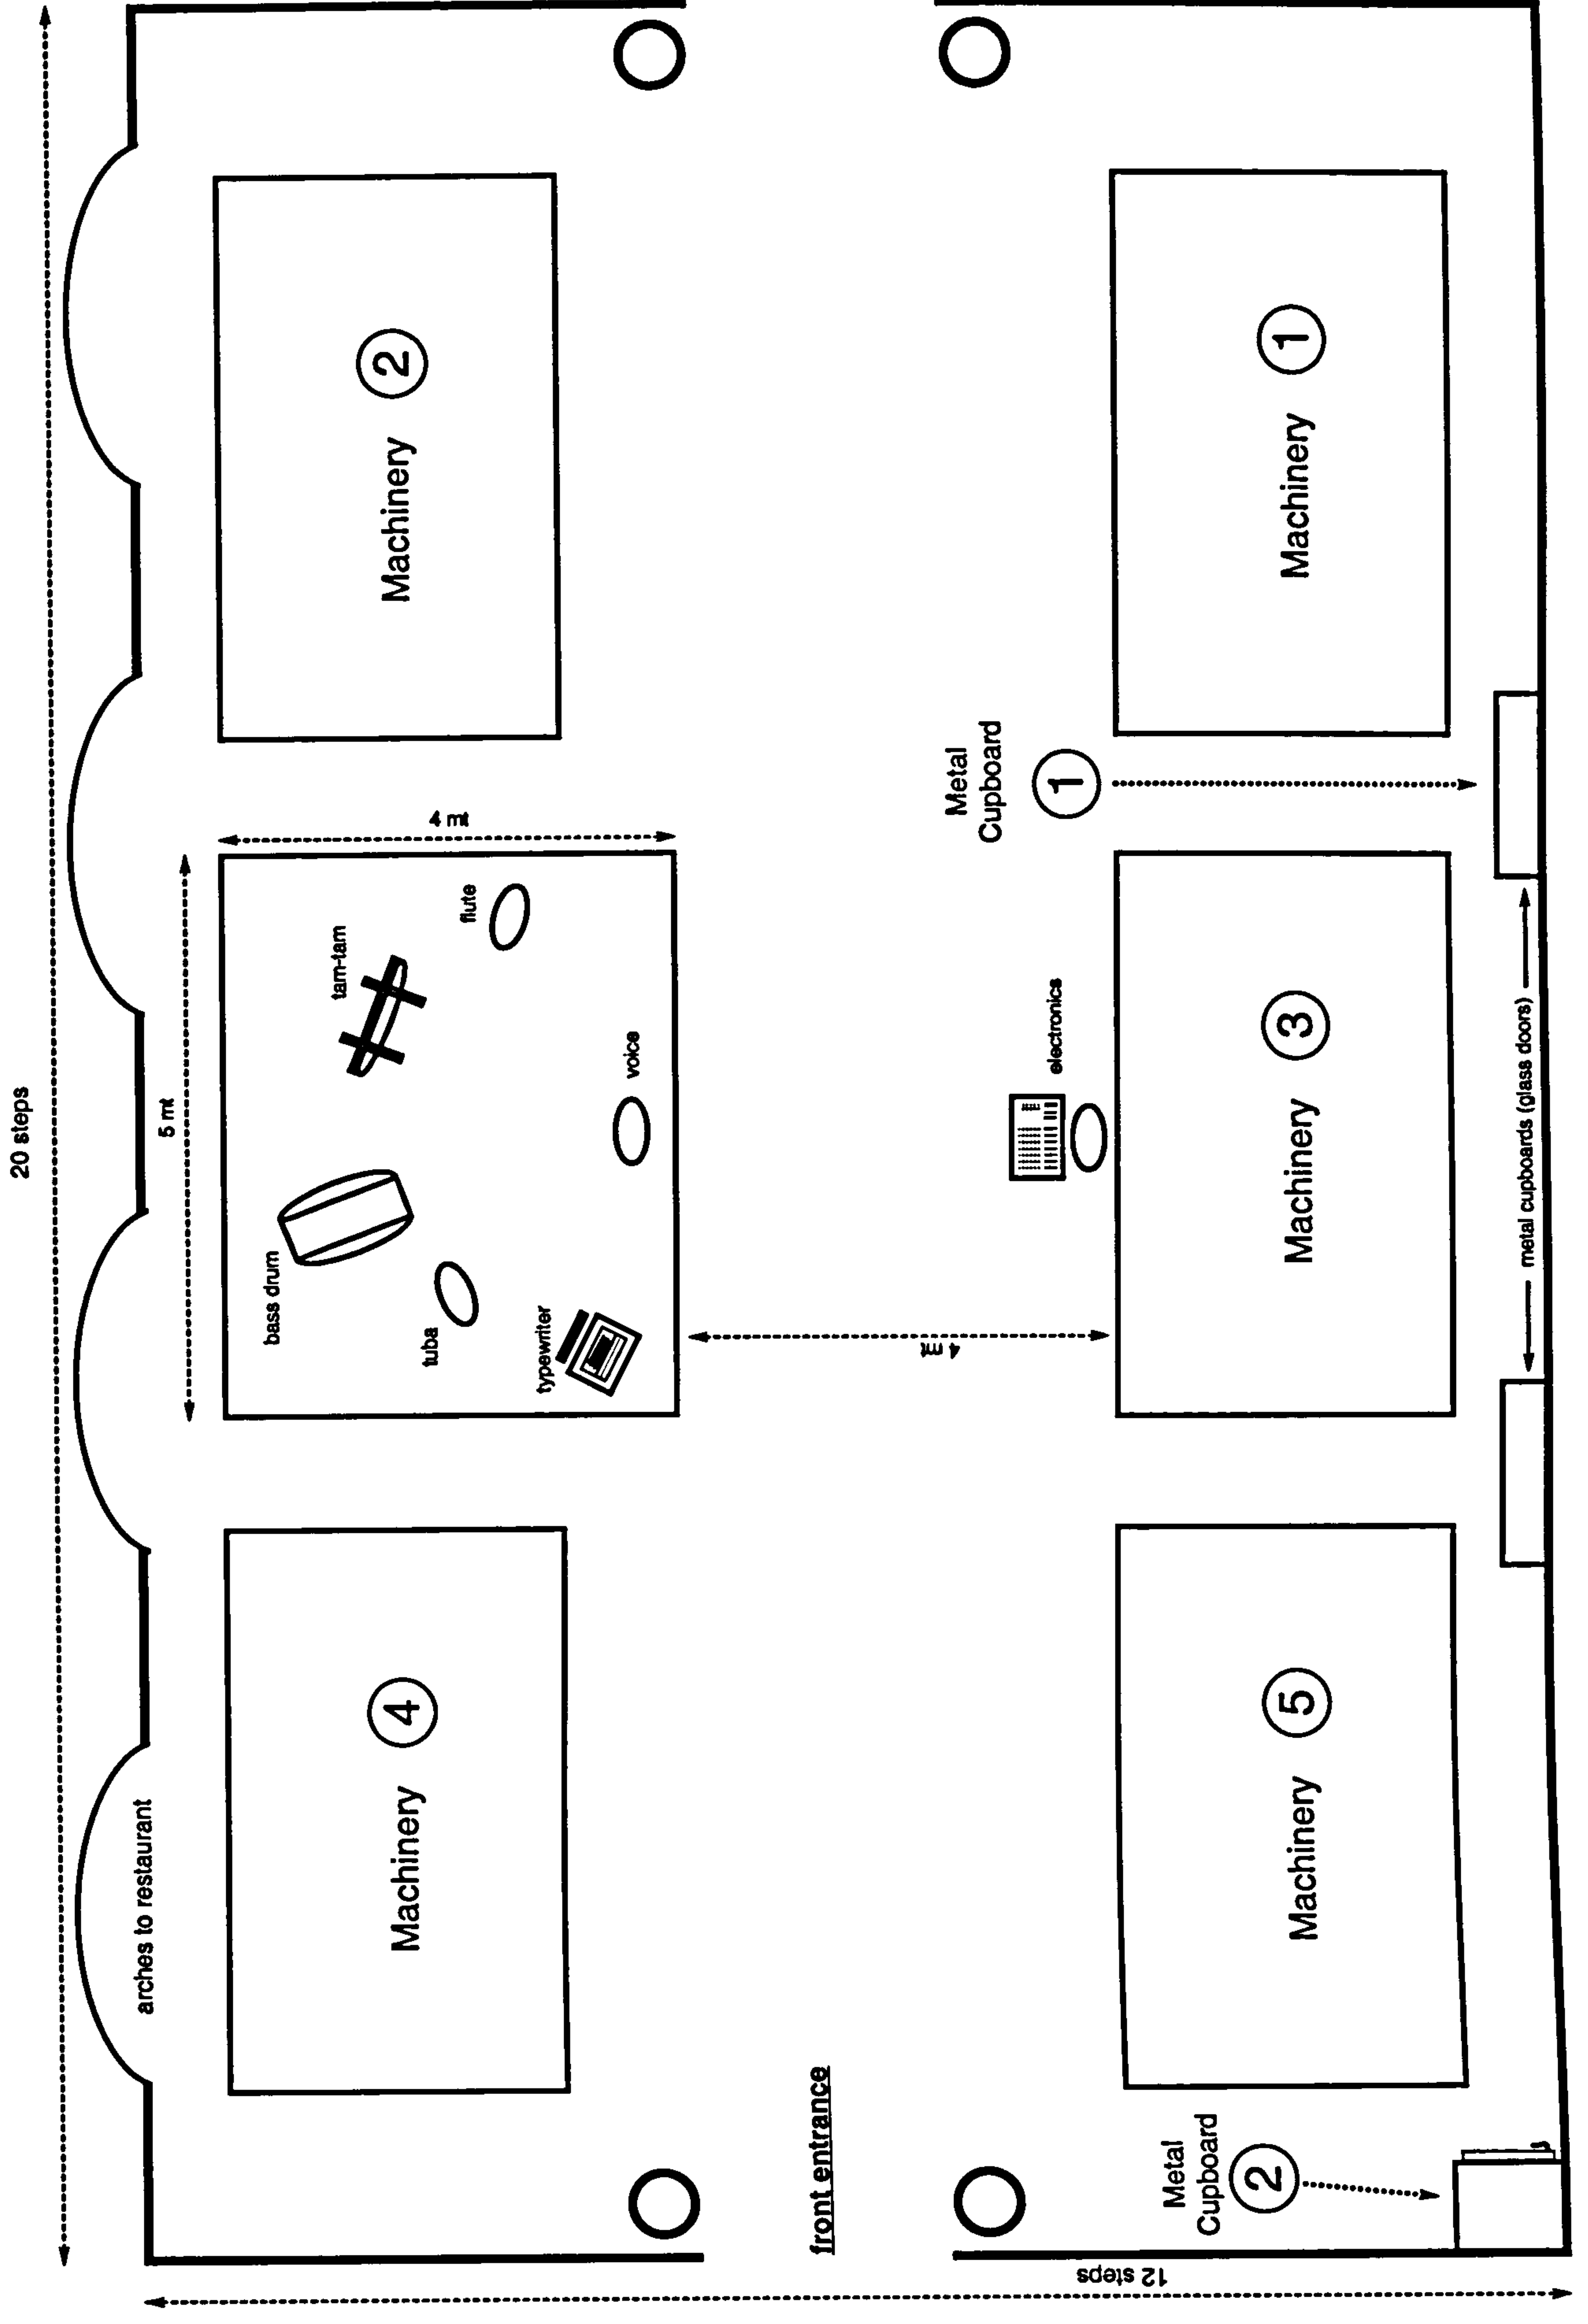 20 steps
5 mt
arches to restaurant
4 mt
Machinery 4
bass drum
tam-tam
flute
tuba
typewriter
voice
Machinery 2
front entrance
4 mt
electronics
Metal
Cupboard
1
Metal
Cupboard
2
Machinery 5
Machinery 3
Machinery 1
metal cupboards (glass doors)
12 steps